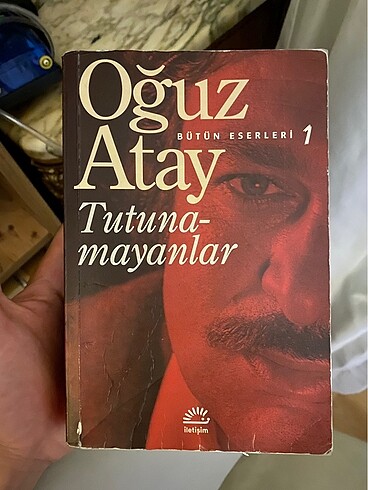 Oğuz
BÜTÜN ESERLERİ 1
Atay
Tutuna-
mayanlar
iletişim